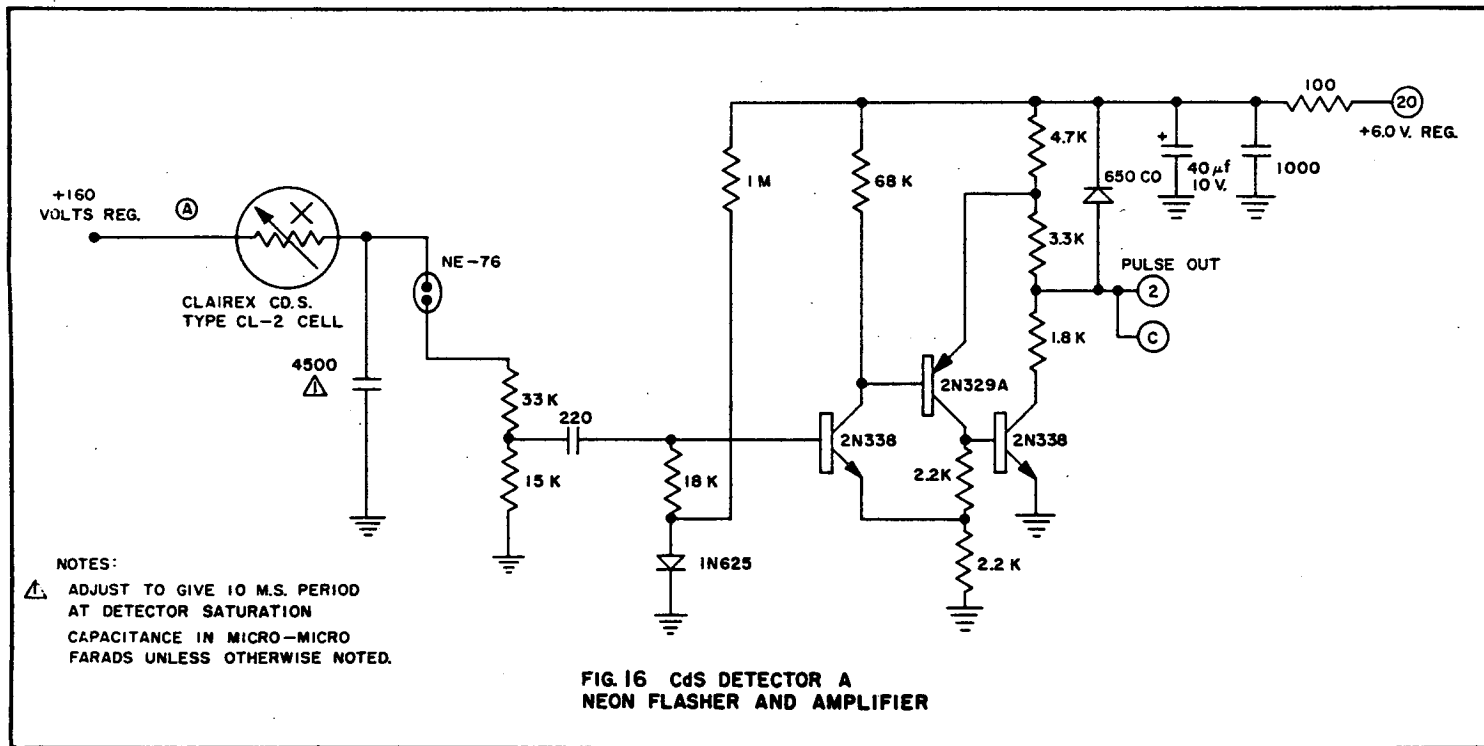 100
20
+6.0 V. REG.
4.7K
+
40 μf
10 V.
1000
650 CO
1 M
68 K
+160
VOLTS REG.
A
NE-76
3.3K
PULSE OUT
2
C
CLAIREX CD.S.
TYPE CL-2 CELL
1.8 K
4500
1
33 K
2N329A
220
2N338
2N338
15 K
18 K
2.2K
1N625
2.2 K
NOTES:
1. ADJUST TO GIVE 10 M.S. PERIOD
AT DETECTOR SATURATION
CAPACITANCE IN MICRO-MICRO
FARADS UNLESS OTHERWISE NOTED.
FIG. 16 CdS DETECTOR A
NEON FLASHER AND AMPLIFIER